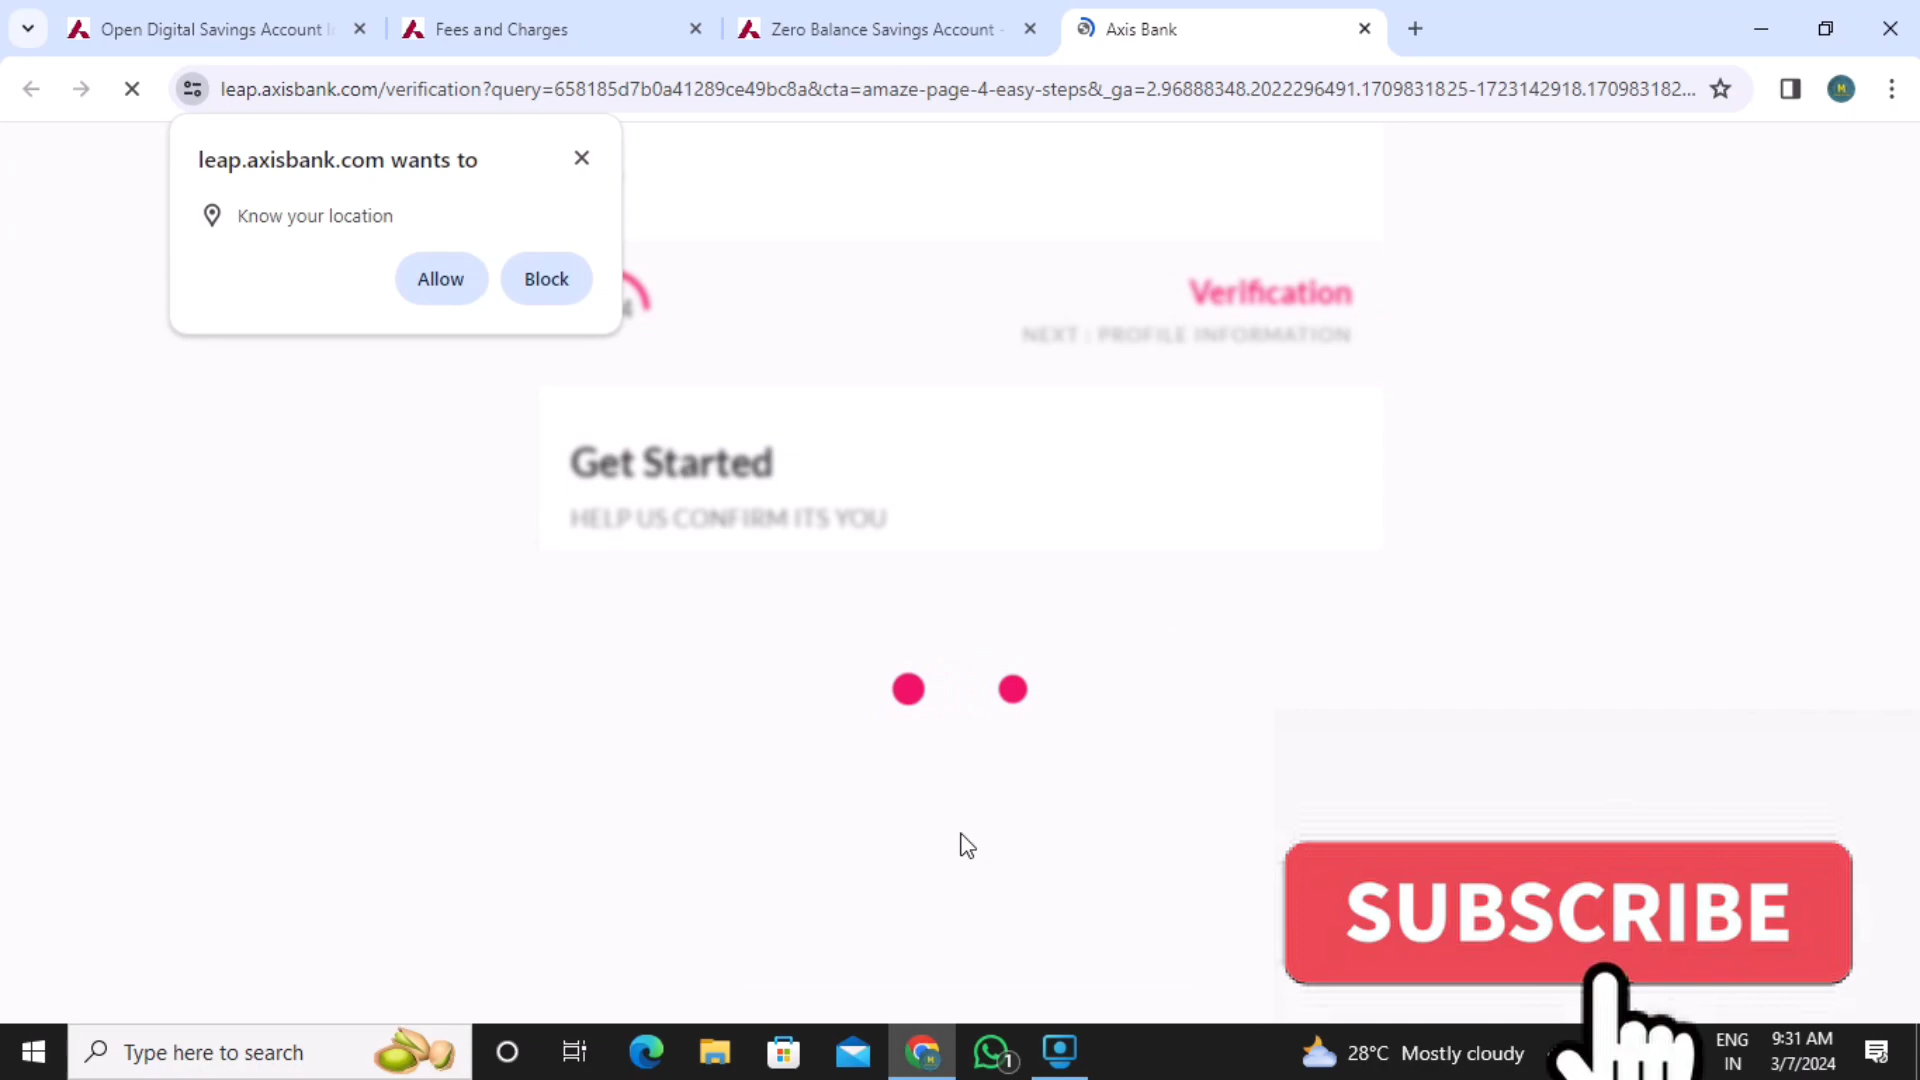 Open Digital Savings Account
Fees and Charges
Zero Balance Savings Account -
Axis Bank
leap.axisbank.com/verification?query=658185d7b0a41289ce49bc8a&cta=amaze-page-4-easy-steps&_ga=2.96888348.2022296491.1709831825-1723142918.170983182...
M
leap.axisbank.com wants to
Know your location
Allow
Block
Verification
NEXT : PROFILE INFORMATION
Get Started
HELP US CONFIRM ITS YOU
SUBSCRIBE
Type here to search
M
1
28°C Mostly cloudy
ENG
IN
9:31 AM
3/7/2024